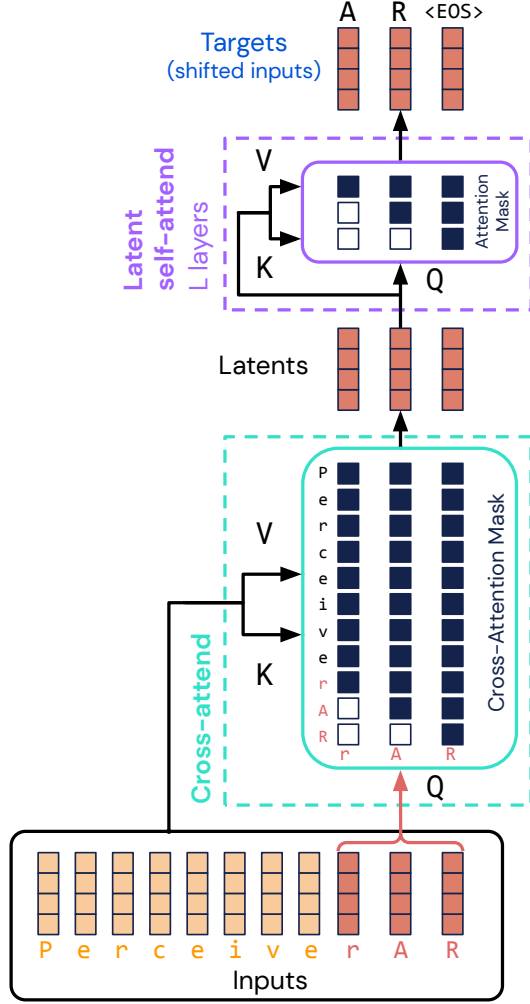 A R <EOS>
Targets
(shifted inputs)
V
K
Q
Attention
Mask
Latent
self-attend
L layers
Latents
P
e
r
c
e
i
v
e
r
A
R
r A R
V
K
Q
Cross-Attention Mask
Cross-attend
P e r c e i v e r A R
Inputs